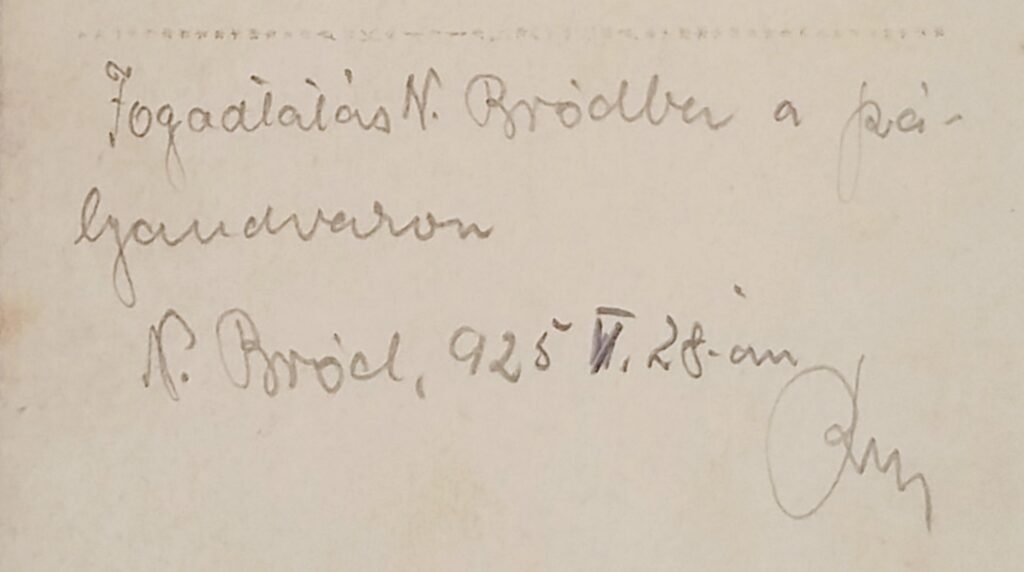 Fogadtatás N. Bródban a pá-
lyaudvaron
N. Bród, 925 VI. 28-án